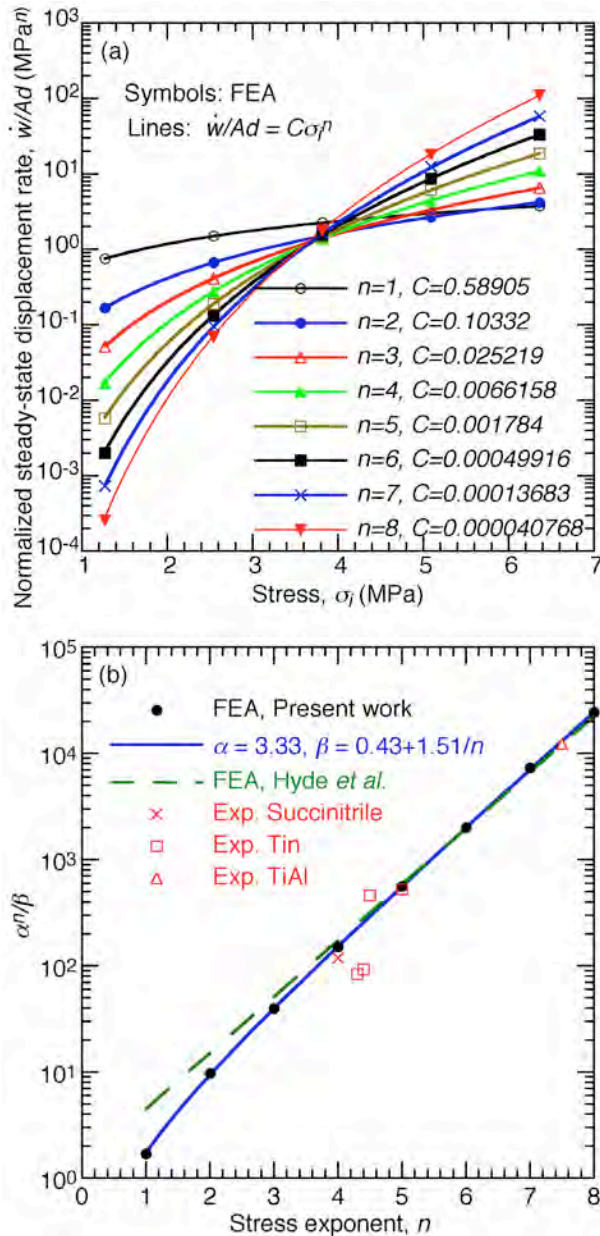 (a)
Symbols: FEA
Lines: ẇ/Ad = Cσᵢⁿ
n=1, C=0.58905
n=2, C=0.10332
n=3, C=0.025219
n=4, C=0.0066158
n=5, C=0.001784
n=6, C=0.00049916
n=7, C=0.00013683
n=8, C=0.000040768
Normalized steady-state displacement rate, ẇ/Ad (MPaⁿ)
10³
10²
10¹
10⁰
10⁻¹
10⁻²
10⁻³
10⁻⁴
1 2 3 4 5 6 7
Stress, σᵢ (MPa)
(b)
FEA, Present work
α = 3.33, β = 0.43+1.51/n
FEA, Hyde et al.
Exp. Succinitrile
Exp. Tin
Exp. TiAl
αⁿ/β
10⁵
10⁴
10³
10²
10¹
10⁰
0 1 2 3 4 5 6 7 8
Stress exponent, n